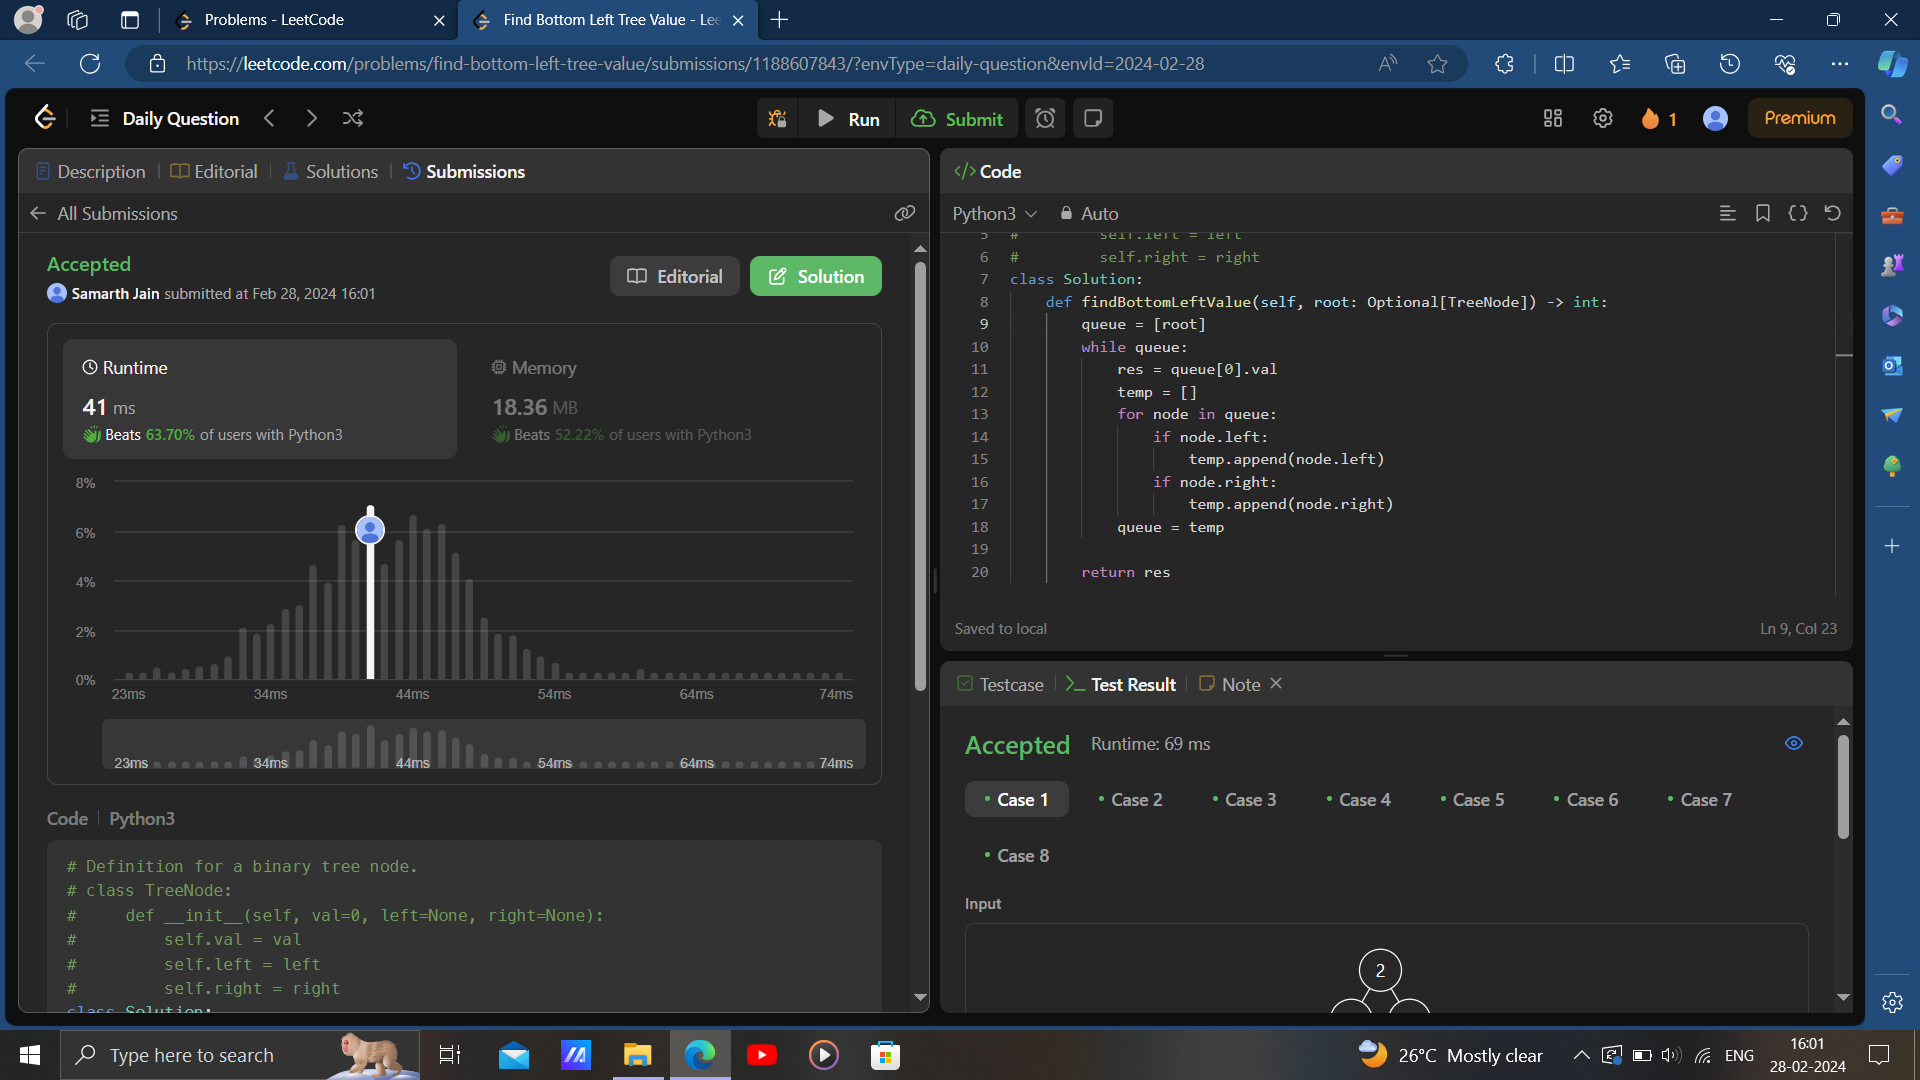 Problems - LeetCode
Find Bottom Left Tree Value - Lee
https://leetcode.com/problems/find-bottom-left-tree-value/submissions/1188607843/?envType=daily-question&envId=2024-02-28
Daily Question
Run
Submit
1
Premium
Description
Editorial
Solutions
Submissions
All Submissions
Accepted
Samarth Jain submitted at Feb 28, 2024 16:01
Editorial
Solution
Runtime
41 ms
Beats 63.70% of users with Python3
Memory
18.36 MB
Beats 52.22% of users with Python3
8%
6%
4%
2%
0%
23ms 34ms 44ms 54ms 64ms 74ms
23ms 34ms 44ms 54ms 64ms 74ms
Code | Python3
# Definition for a binary tree node.
# class TreeNode:
#     def __init__(self, val=0, left=None, right=None):
#         self.val = val
#         self.left = left
#         self.right = right
class Solution:
</> Code
Python3
Auto
5 #         self.left = left
6 #         self.right = right
7 class Solution:
8     def findBottomLeftValue(self, root: Optional[TreeNode]) -> int:
9         queue = [root]
10         while queue:
11             res = queue[0].val
12             temp = []
13             for node in queue:
14                 if node.left:
15                     temp.append(node.left)
16                 if node.right:
17                     temp.append(node.right)
18             queue = temp
19
20         return res
Saved to local
Ln 9, Col 23
Testcase
Test Result
Note
Accepted Runtime: 69 ms
Case 1
Case 2
Case 3
Case 4
Case 5
Case 6
Case 7
Case 8
Input
2
Type here to search
26°C Mostly clear
ENG
16:01
28-02-2024